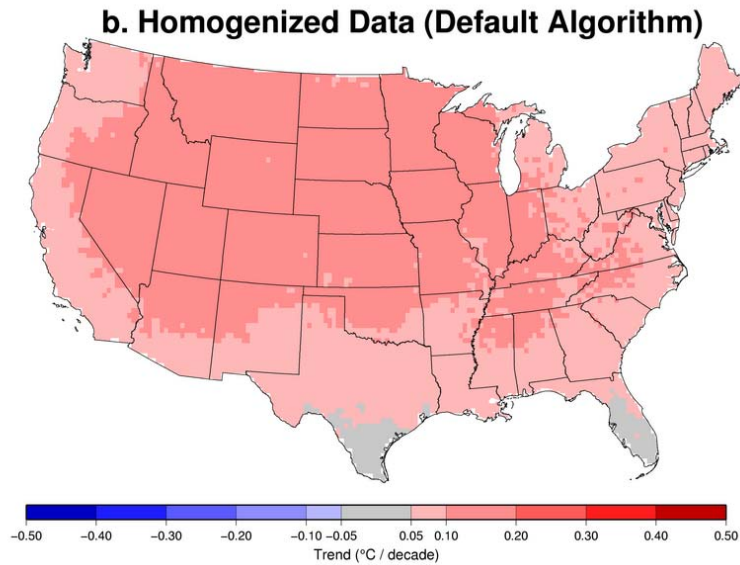 b. Homogenized Data (Default Algorithm)
-0.50 -0.40 -0.30 -0.20 -0.10 -0.05 0.05 0.10 0.20 0.30 0.40 0.50
Trend (°C / decade)